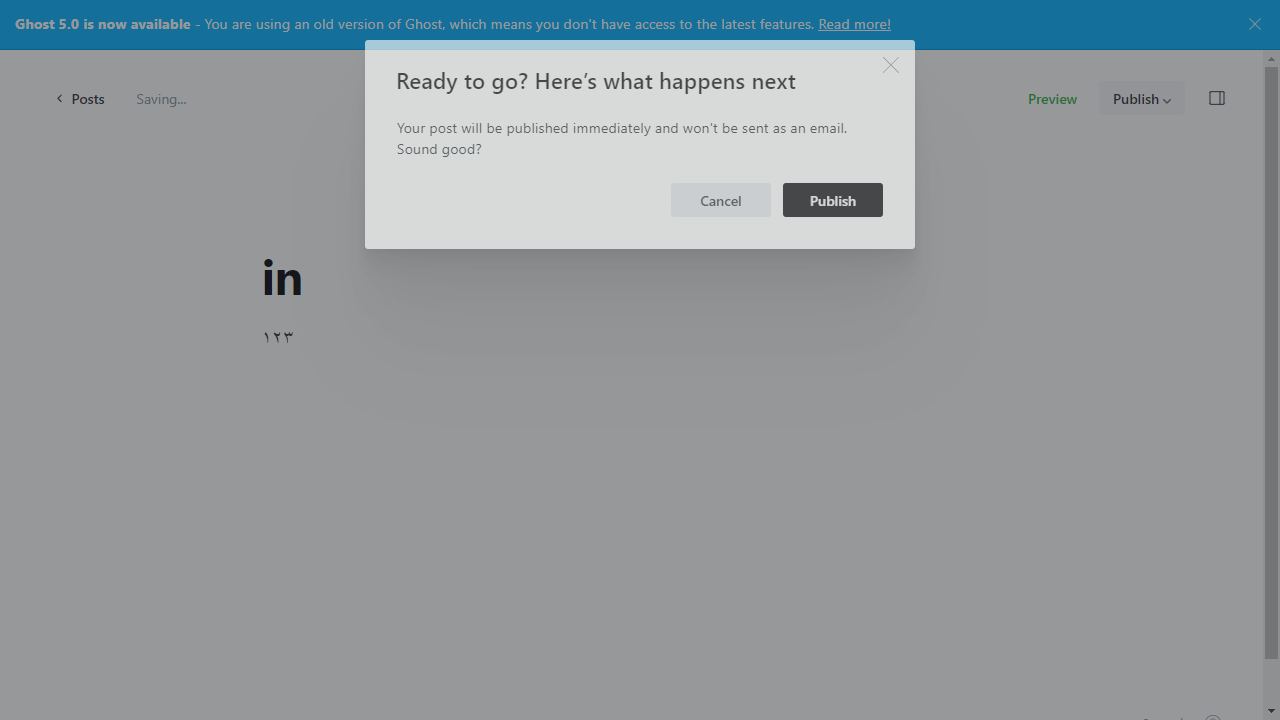 Ghost 5.0 is now available - You are using an old version of Ghost, which means you don't have access to the latest features. Read more!
Ready to go? Here's what happens next
Posts
Saving...
Preview
Publish
Your post will be published immediately and won't be sent as an email.
Sound good?
Cancel
Publish
in
۱۲۳